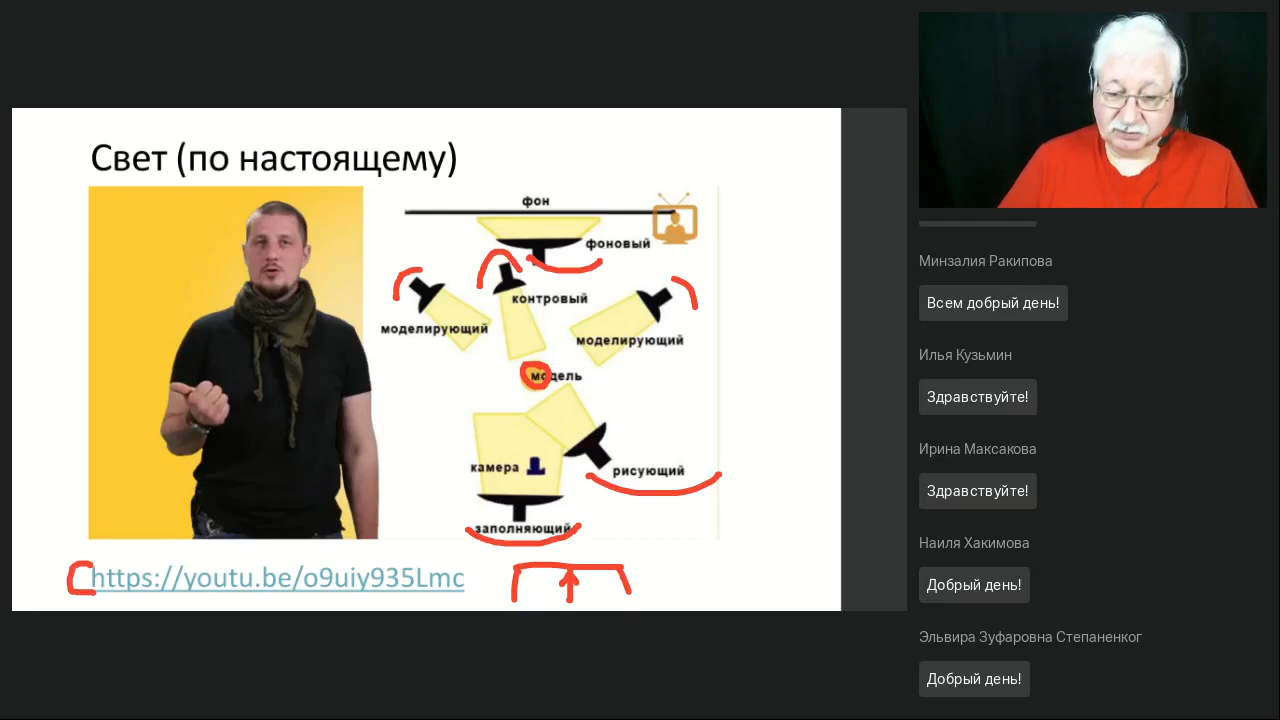 Свет (по настоящему)
фон
фоновый
контровый
моделирующий
моделирующий
модель
камера
рисующий
заполняющий
https://youtu.be/o9uiy935Lmc
Минзалия Ракипова
Всем добрый день!
Илья Кузьмин
Здравствуйте!
Ирина Максакова
Здравствуйте!
Наиля Хакимова
Добрый день!
Эльвира Зуфаровна Степаненког
Добрый день!